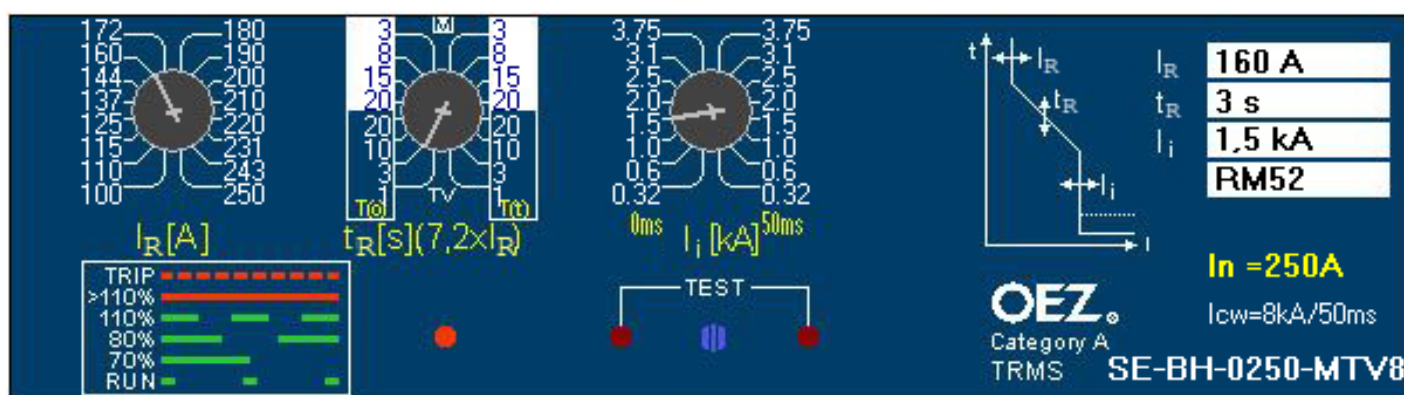 172 180
160 190
144 200
137 210
127 220
125 221
115 231
110 243
100 250
I_R[A]
M
3 3
8 8
15 15
20 20
20 20
10 10
3 3
1 1
T(o) TV T(t)
t_R[s](7,2xI_R)
3.75 3.75
3.1 3.1
2.5 2.5
2.0 2.0
1.5 1.5
1.0 1.0
0.6 0.6
0.32 0.32
0ms 50ms
I_i [kA]
t I_R
t_R
I_i
I
I_R 160 A
t_R 3 s
I_i 1,5 kA
RM52
TRIP
>110%
110%
80%
70%
RUN
TEST
OEZ
Category A
TRMS
In =250A
Icw=8kA/50ms
SE-BH-0250-MTV8